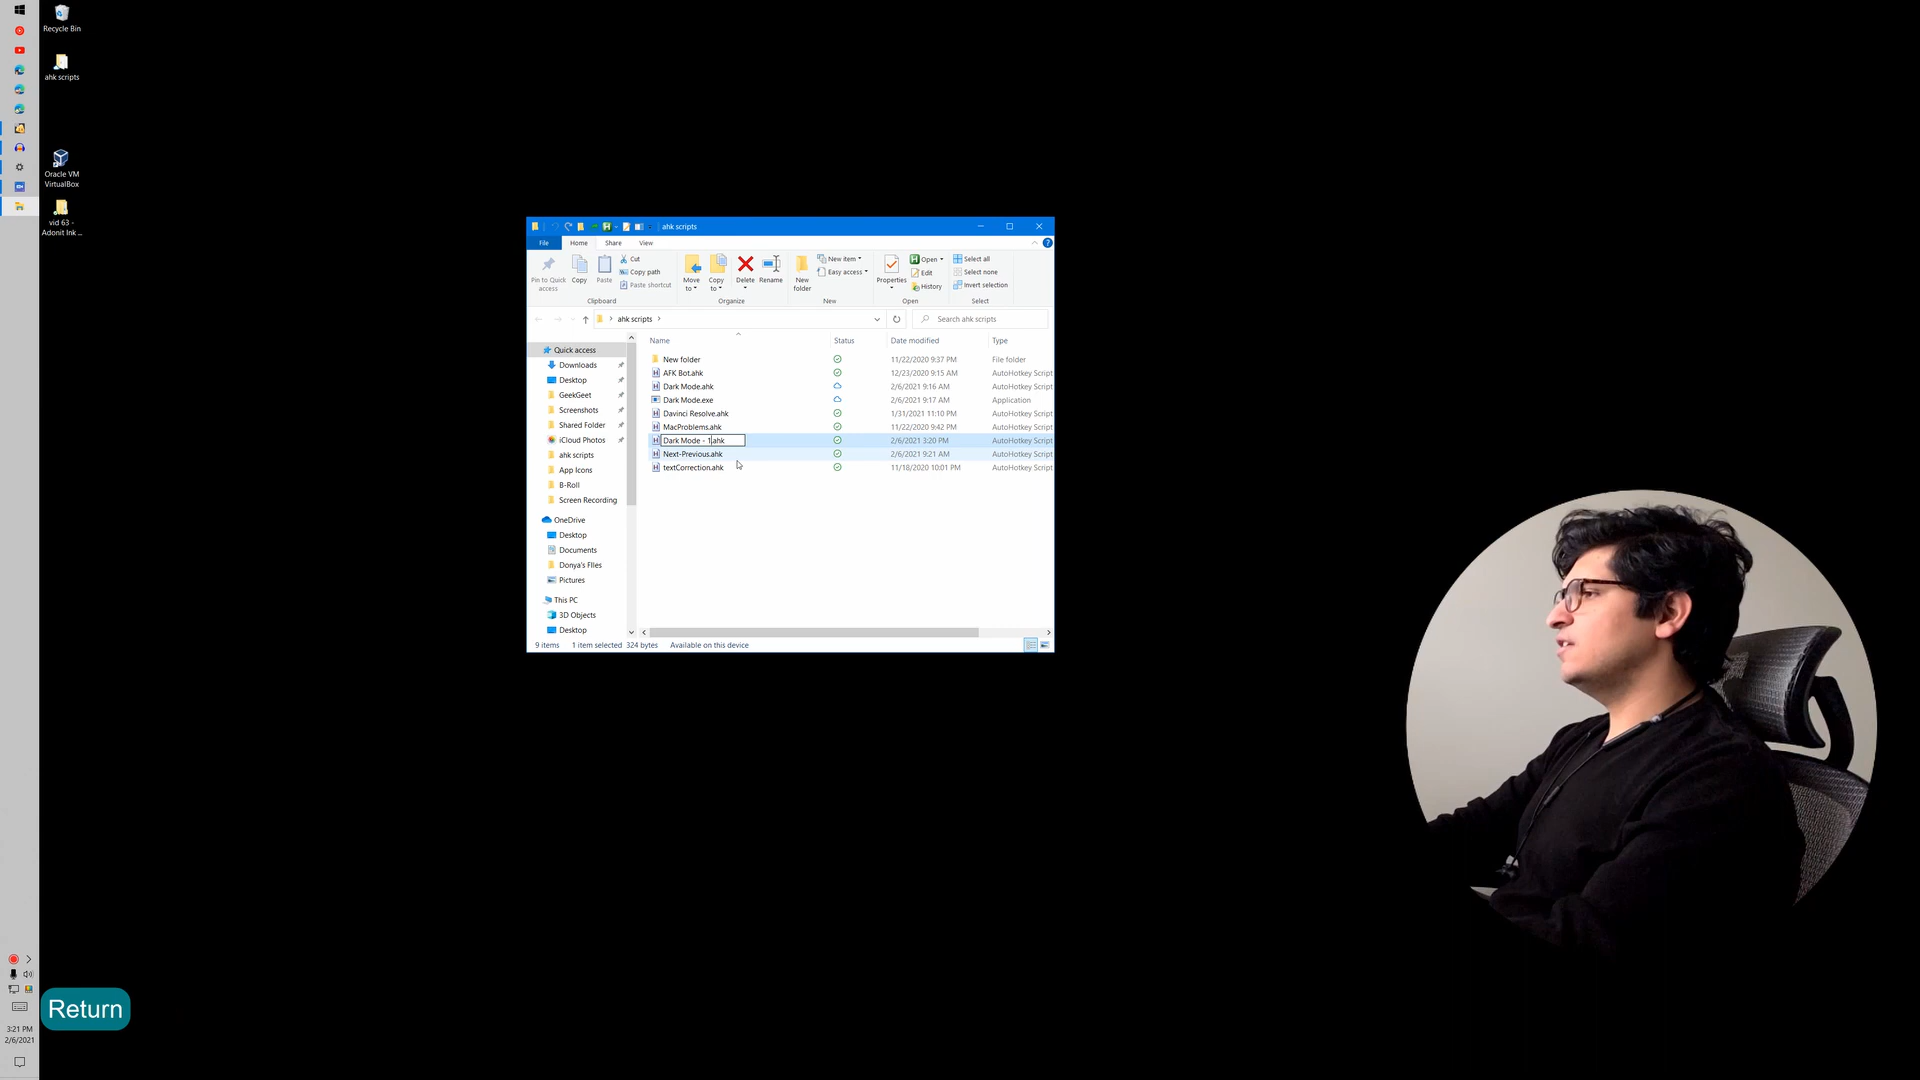 Recycle Bin
ahk scripts
Oracle VM
VirtualBox
vid 63 -
Adonit Ink ...
ahk scripts
File
Home
Share
View
Pin to Quick
access
Copy
Paste
Cut
Copy path
Paste shortcut
Clipboard
Move
to
Copy
to
Delete
Rename
Organize
New
folder
New item
Easy access
New
Properties
Open
Edit
History
Open
Select all
Select none
Invert selection
Select
ahk scripts
Search ahk scripts
Quick access
Downloads
Desktop
GeekGeet
Screenshots
Shared Folder
iCloud Photos
ahk scripts
App Icons
B-Roll
Screen Recording
OneDrive
Desktop
Documents
Donya's FIles
Pictures
This PC
3D Objects
Desktop
Name Status Date modified Type
New folder 11/22/2020 9:37 PM File folder
AFK Bot.ahk 12/23/2020 9:15 AM AutoHotkey Script
Dark Mode.ahk 2/6/2021 9:16 AM AutoHotkey Script
Dark Mode.exe 2/6/2021 9:17 AM Application
Davinci Resolve.ahk 1/31/2021 11:10 PM AutoHotkey Script
MacProblems.ahk 11/22/2020 9:42 PM AutoHotkey Script
Dark Mode - 1.ahk 2/6/2021 3:20 PM AutoHotkey Script
Next-Previous.ahk 2/6/2021 9:21 AM AutoHotkey Script
textCorrection.ahk 11/18/2020 10:01 PM AutoHotkey Script
9 items 1 item selected 324 bytes Available on this device
Return
3:21 PM
2/6/2021